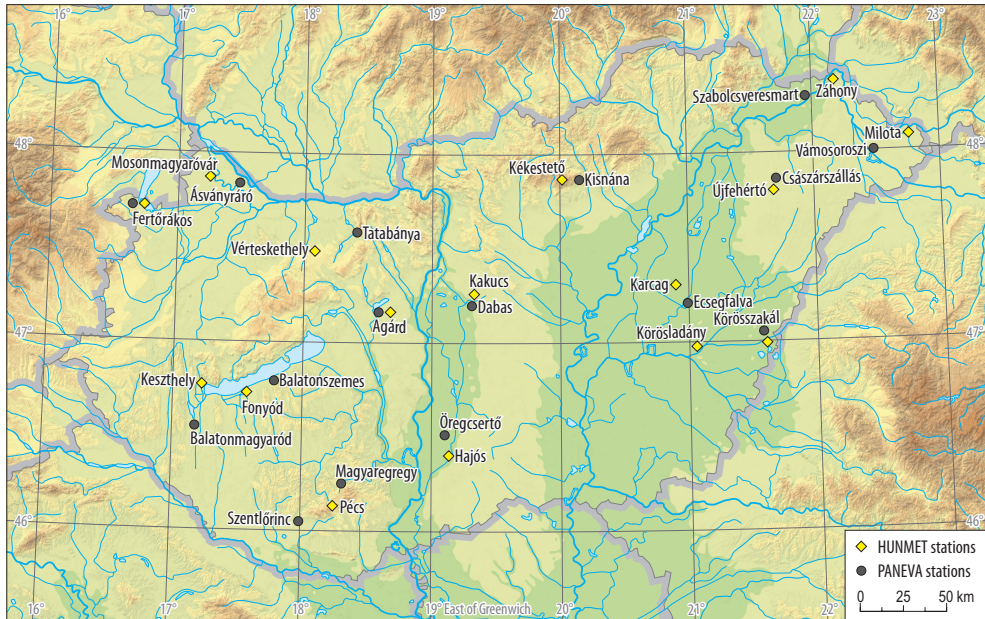 16°
17°
18°
19°
20°
21°
22°
23°
Szabolcsveresmart
Záhony
Milota
48°
Vámosoroszi
48°
Mosonmagyaróvár
Kékestető
Kisnána
Császárszállás
Ásványráró
Újfehértó
Fertőrákos
Tatabánya
Vérteskethely
Kakucs
Karcag
Dabas
Ecsegfalva
Agárd
Körösszakál
47°
Körösladány
47°
Keszthely
Balatonszemes
Fonyód
Öregcsertő
Balatonmagyaród
Hajós
Magyaregregy
Pécs
Szentlőrinc
46°
46°
HUNMET stations
PANEVA stations
0 25 50 km
16°
17°
18°
19° East of Greenwich
20°
21°
22°